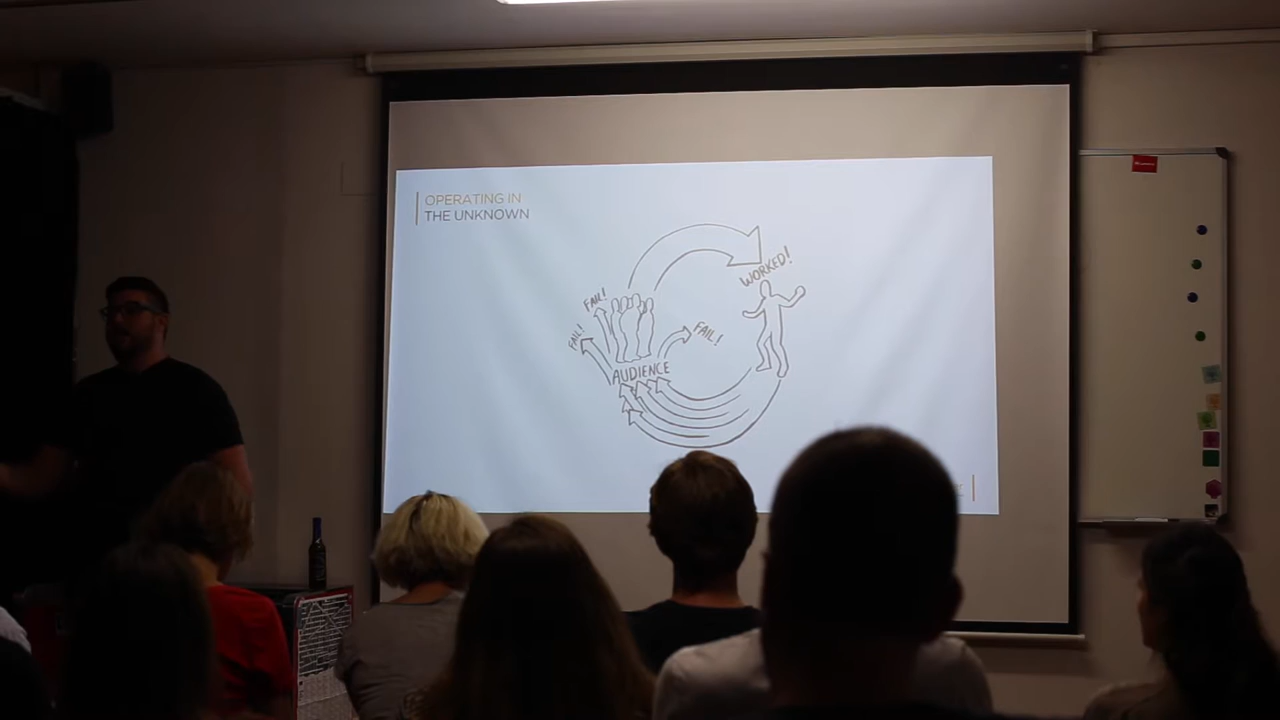 OPERATING IN
THE UNKNOWN
WORKED!
FAIL!
FAIL!
FAIL!
AUDIENCE